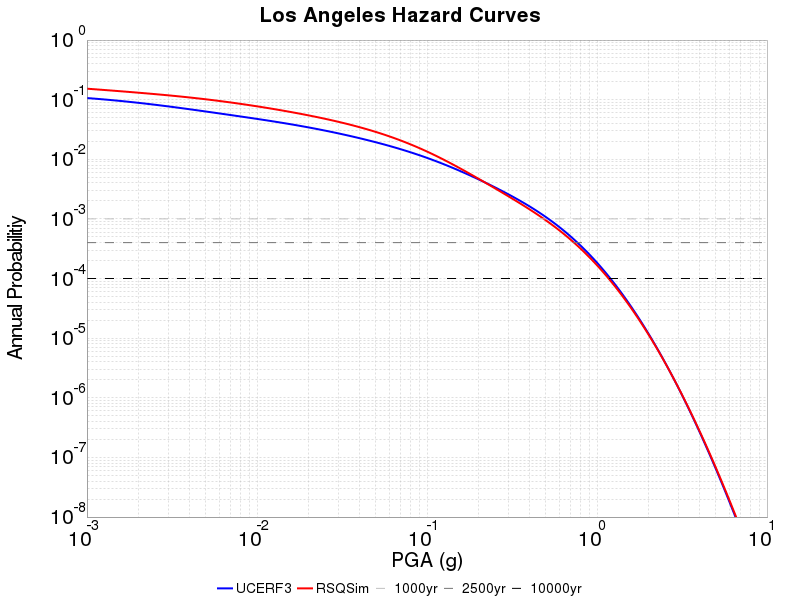 Los Angeles Hazard Curves
Annual Probabilitiy
10^0
10^-1
10^-2
10^-3
10^-4
10^-5
10^-6
10^-7
10^-8
10^-3 10^-2 10^-1 10^0 10^1
PGA (g)
UCERF3 RSQSim 1000yr 2500yr 10000yr